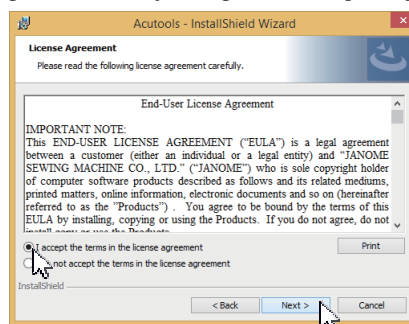 Acutools - InstallShield Wizard
License Agreement
Please read the following license agreement carefully.
End-User License Agreement
IMPORTANT NOTE:
This END-USER LICENSE AGREEMENT ("EULA") is a legal agreement
between a customer (either an individual or a legal entity) and "JANOME
SEWING MACHINE CO., LTD." ("JANOME") who is sole copyright holder
of computer software products described as follows and its related mediums,
printed matters, online information, electronic documents and so on (hereinafter
referred to as the "Products") . You agree to be bound by the terms of this
EULA by installing, copying or using the Products. If you do not agree, do not
I accept the terms in the license agreement
Print
not accept the terms in the license agreement
InstallShield
< Back
Next >
Cancel